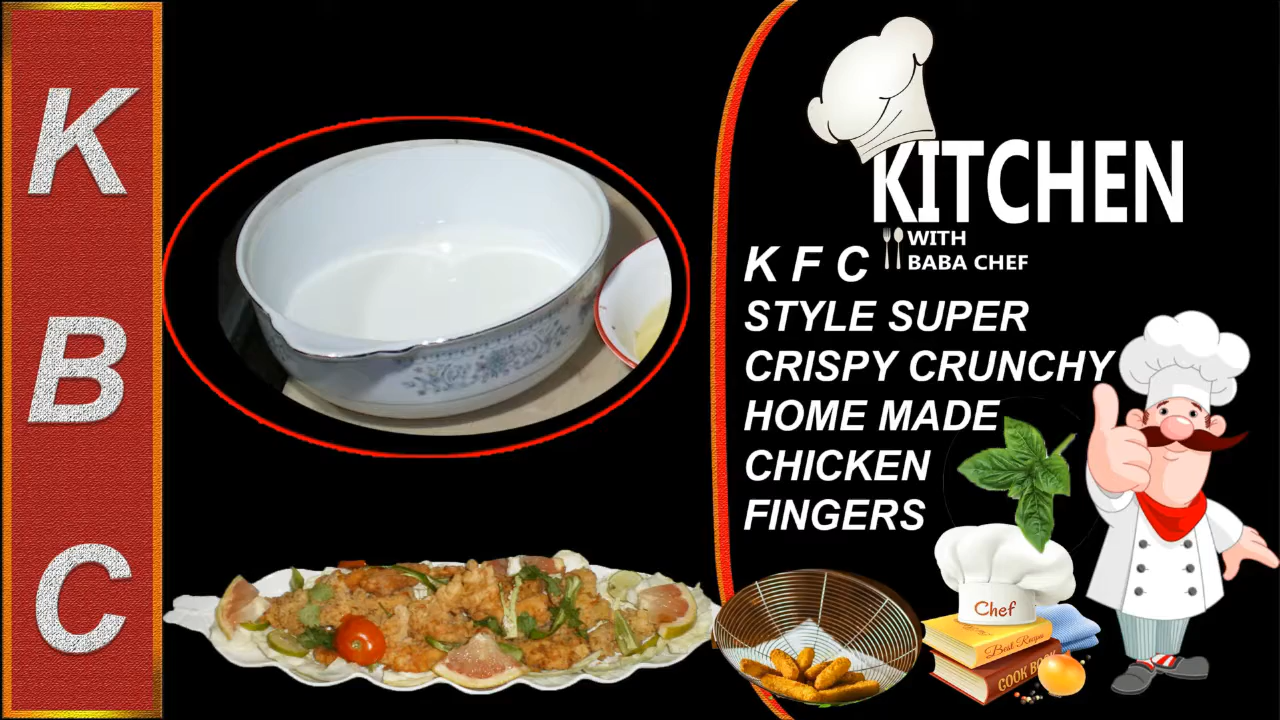 K
B
C
KITCHEN
WITH
BABA CHEF
K F C
STYLE SUPER
CRISPY CRUNCHY
HOME MADE
CHICKEN
FINGERS
Chef
Best Recipe
COOK BOOK